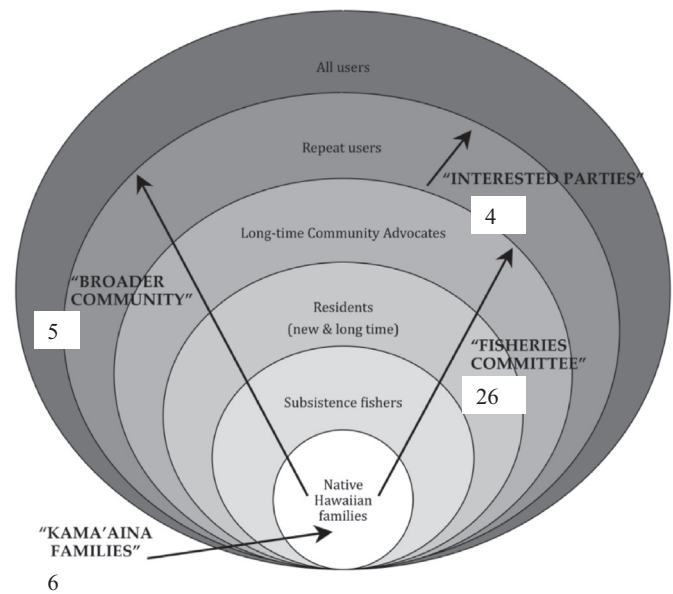 All users
Repeat users
“INTERESTED PARTIES”
4
Long-time Community Advocates
“BROADER
COMMUNITY”
5
Residents
(new & long time)
“FISHERIES
COMMITTEE”
26
Subsistence fishers
Native
Hawaiian
families
“KAMA’AINA
FAMILIES”
6